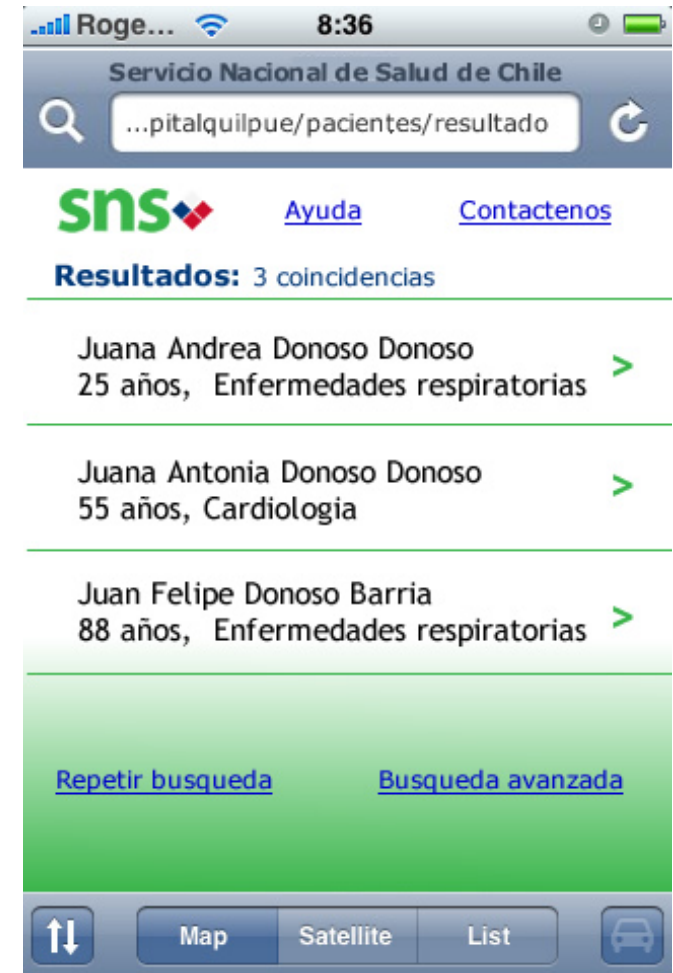 Roge... 8:36
Servicio Nacional de Salud de Chile
...pitalquilpue/pacientes/resultado
sns Ayuda Contactenos
Resultados: 3 coincidencias
Juana Andrea Donoso Donoso >
25 años, Enfermedades respiratorias
Juana Antonia Donoso Donoso >
55 años, Cardiologia
Juan Felipe Donoso Barria >
88 años, Enfermedades respiratorias
Repetir busqueda Busqueda avanzada
Map Satellite List